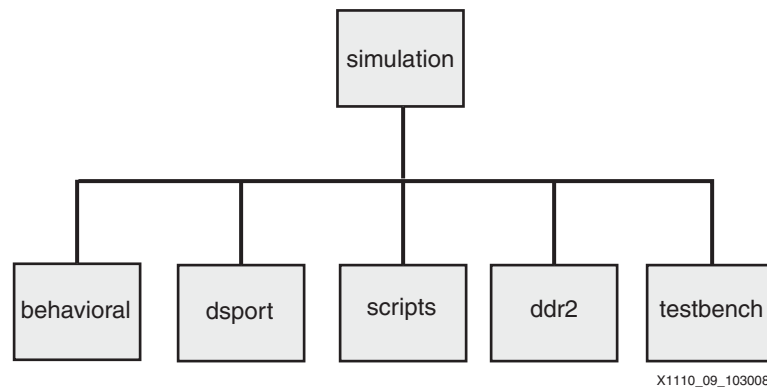 simulation
behavioral
dsport
scripts
ddr2
testbench
X1110_09_103008